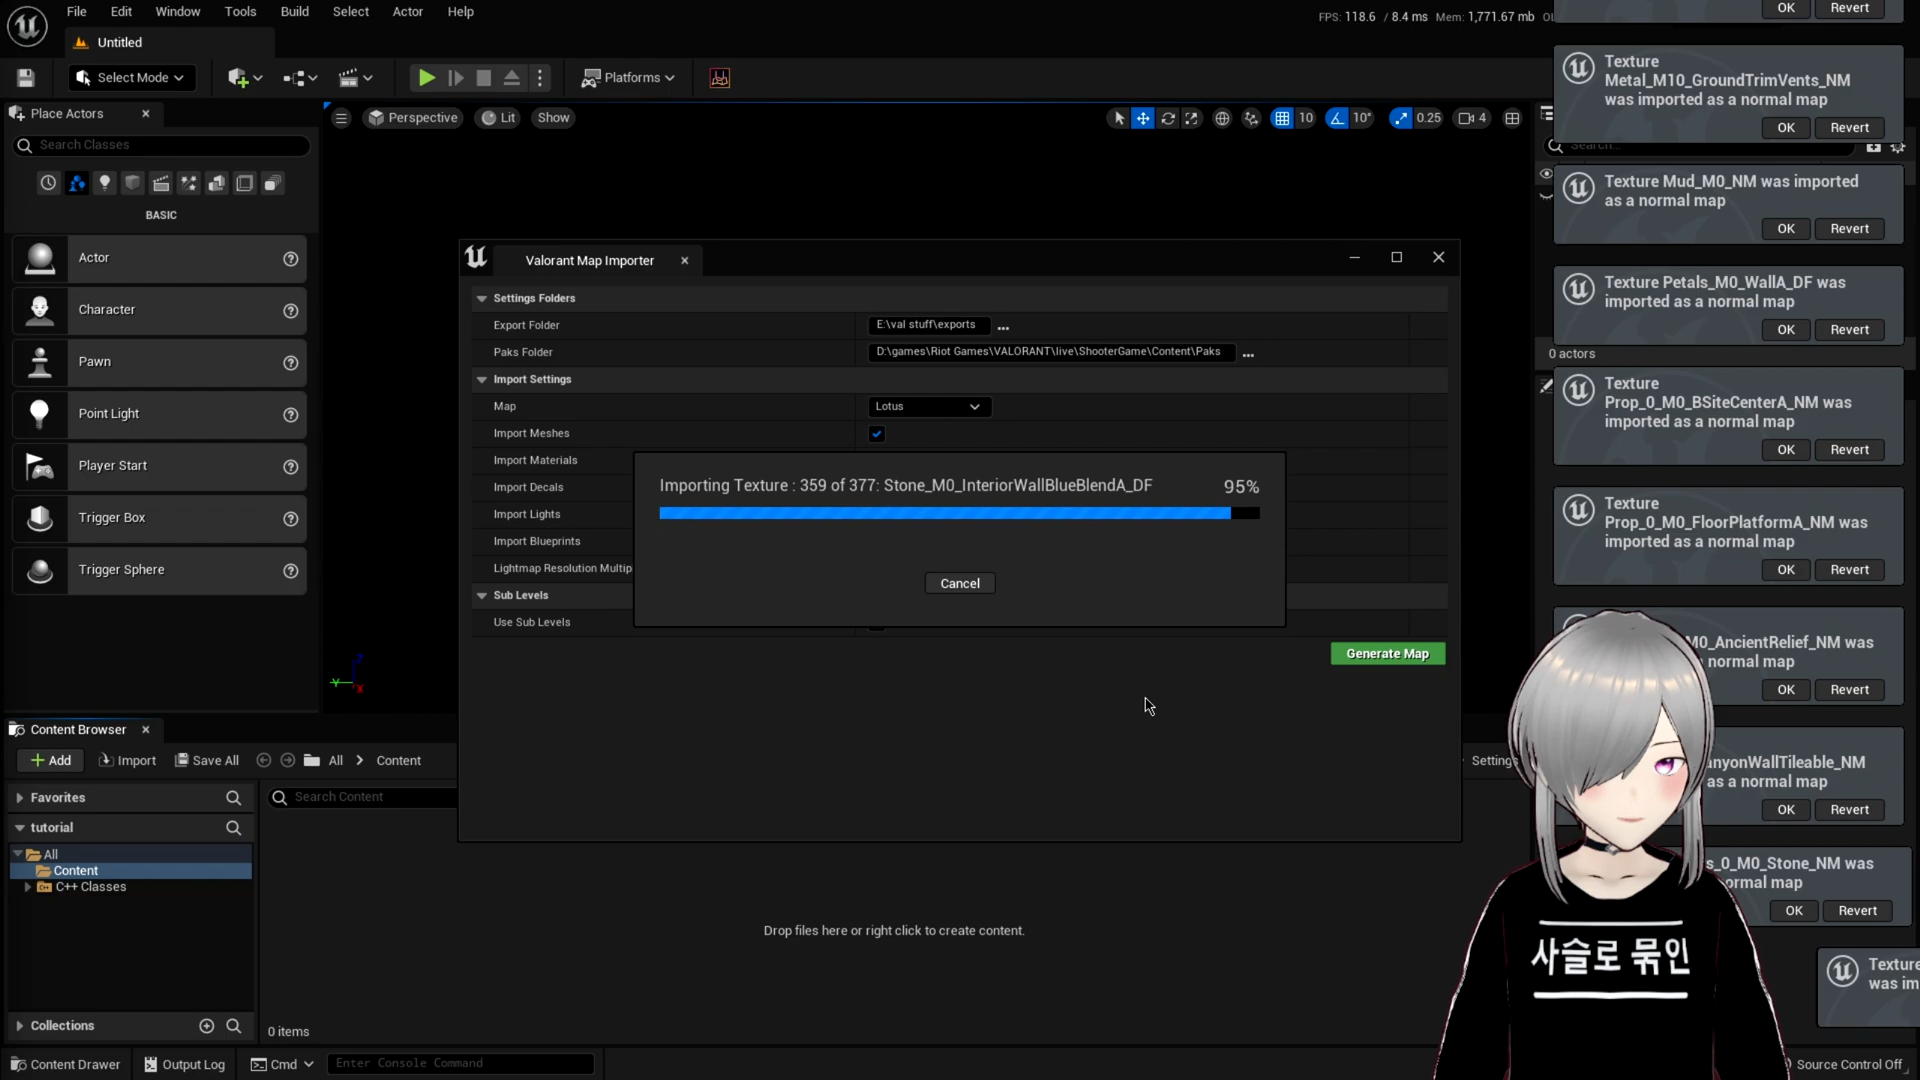 File Edit Window Tools Build Select Actor Help
FPS: 118.6 / 8.4 ms Mem: 1,771.67 mb
OK Revert
Untitled
Select Mode
Platforms
Texture
Metal_M10_GroundTrimVents_NM
was imported as a normal map
OK Revert
Place Actors
Perspective Lit Show
10 10° 0.25 4
Search Classes
Search...
BASIC
Actor
Character
Pawn
Point Light
Player Start
Trigger Box
Trigger Sphere
Texture Mud_M0_NM was imported
as a normal map
OK Revert
Texture Petals_M0_WallA_DF was
imported as a normal map
OK Revert
0 actors
Texture
Prop_0_M0_BSiteCenterA_NM was
imported as a normal map
OK Revert
Texture
Prop_0_M0_FloorPlatformA_NM was
imported as a normal map
OK Revert
M0_AncientRelief_NM was
normal map
OK Revert
anyonWallTileable_NM
as a normal map
OK Revert
s_0_M0_Stone_NM was
ormal map
OK Revert
Texture
was im
Valorant Map Importer
Settings Folders
Export Folder E:\val stuff\exports ...
Paks Folder D:\games\Riot Games\VALORANT\live\ShooterGame\Content\Paks ...
Import Settings
Map Lotus
Import Meshes
Import Materials
Import Decals
Import Lights
Import Blueprints
Lightmap Resolution Multip
Sub Levels
Use Sub Levels
Importing Texture : 359 of 377: Stone_M0_InteriorWallBlueBlendA_DF 95%
Cancel
Generate Map
Z
Y
X
Content Browser
Add Import Save All All Content
Settings
Favorites
Search Content
tutorial
All
Content
C++ Classes
Drop files here or right click to create content.
Collections
0 items
Content Drawer Output Log Cmd Enter Console Command
Source Control Off
사슬로 묶인